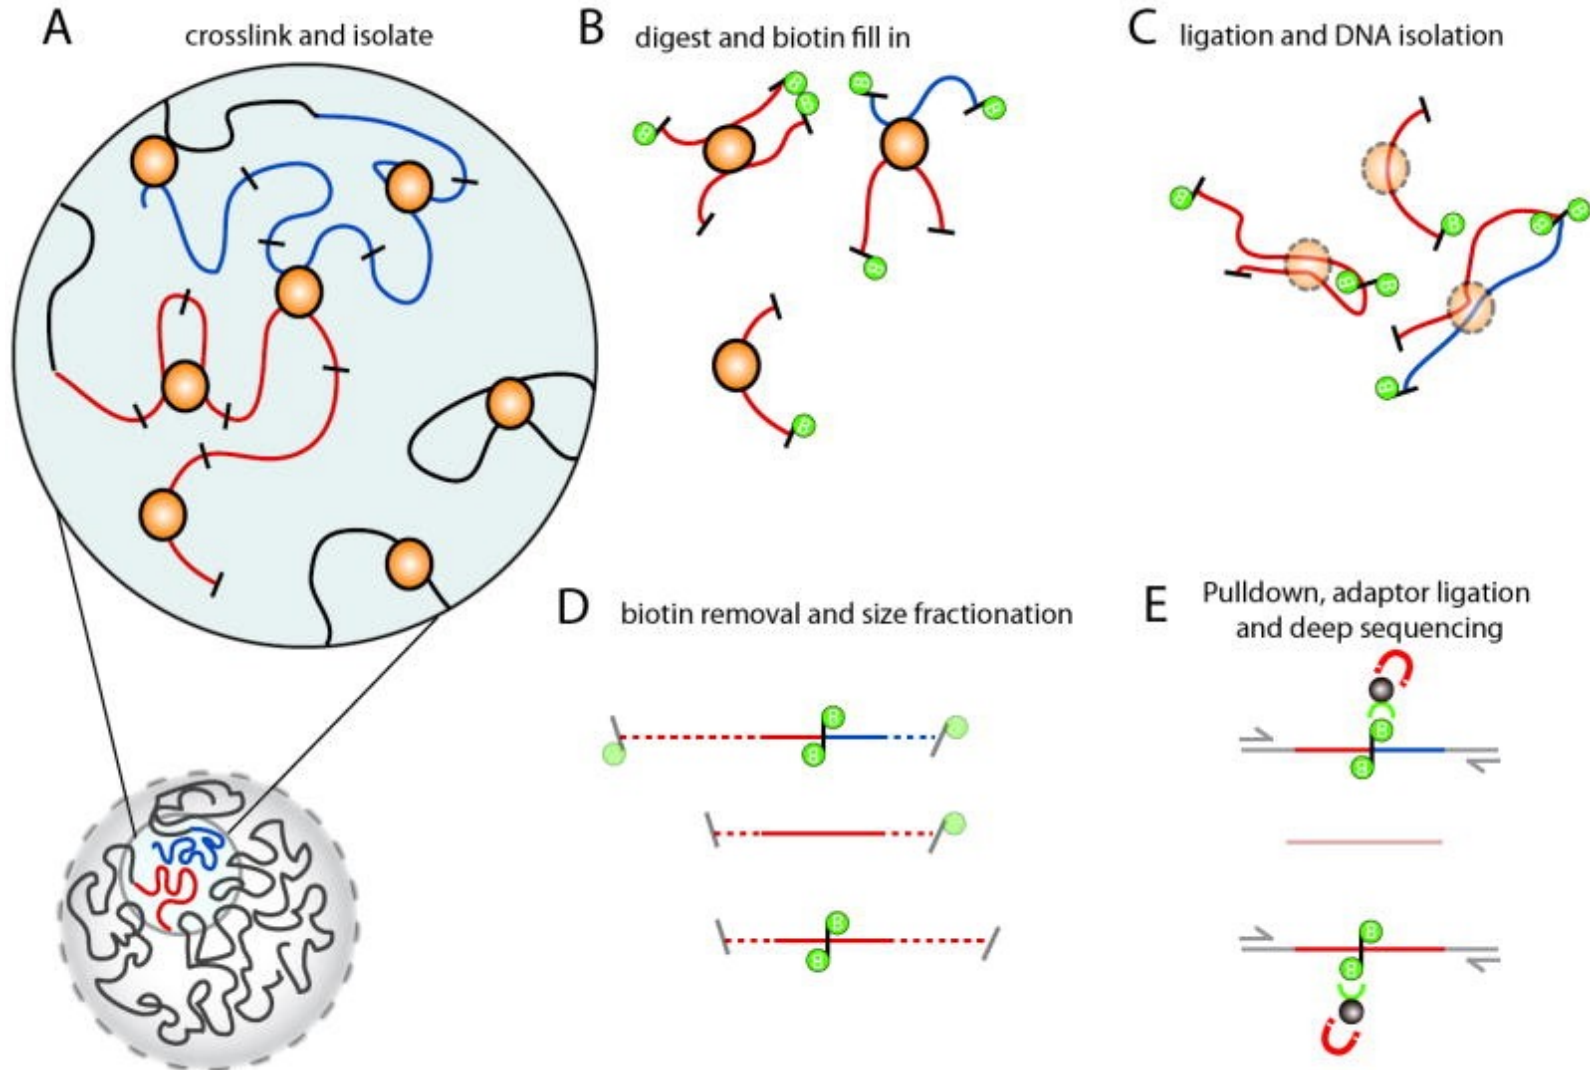 A
crosslink and isolate
B
digest and biotin fill in
B
B
B
B
B
B
B
C
ligation and DNA isolation
B
B
B
B
B
B
B
D
biotin removal and size fractionation
B
B
B
B
E
Pulldown, adaptor ligation
and deep sequencing
B
B
B
B